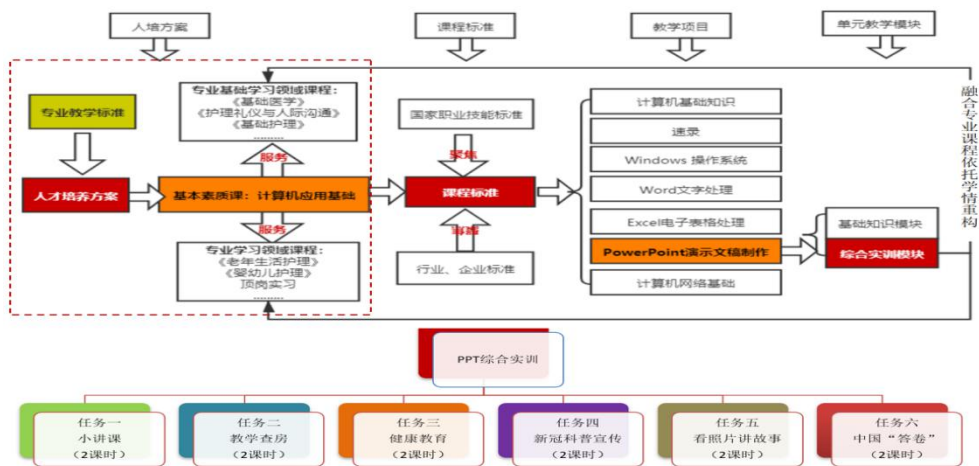 人培方案
课程标准
教学项目
单元教学模块
专业教学标准
人才培养方案
专业基础学习领域课程：
《基础医学》
《护理礼仪与人际沟通》
《基础护理》
………
服务
基本素质课：计算机应用基础
服务
专业学习领域课程：
《老年生活护理》
《婴幼儿护理》
顶岗实习
………
国家职业技能标准
聚焦
课程标准
行业、企业标准
计算机基础知识
速录
Windows 操作系统
Word文字处理
Excel电子表格处理
PowerPoint演示文稿制作
计算机网络基础
基础知识模块
综合实训模块
融合专业课程依托学情重构
PPT综合实训
任务一
小讲课
（2课时）
任务二
教学查房
（2课时）
任务三
健康教育
（2课时）
任务四
新冠科普宣传
（2课时）
任务五
看照片讲故事
（2课时）
任务六
中国“答卷”
（2课时）